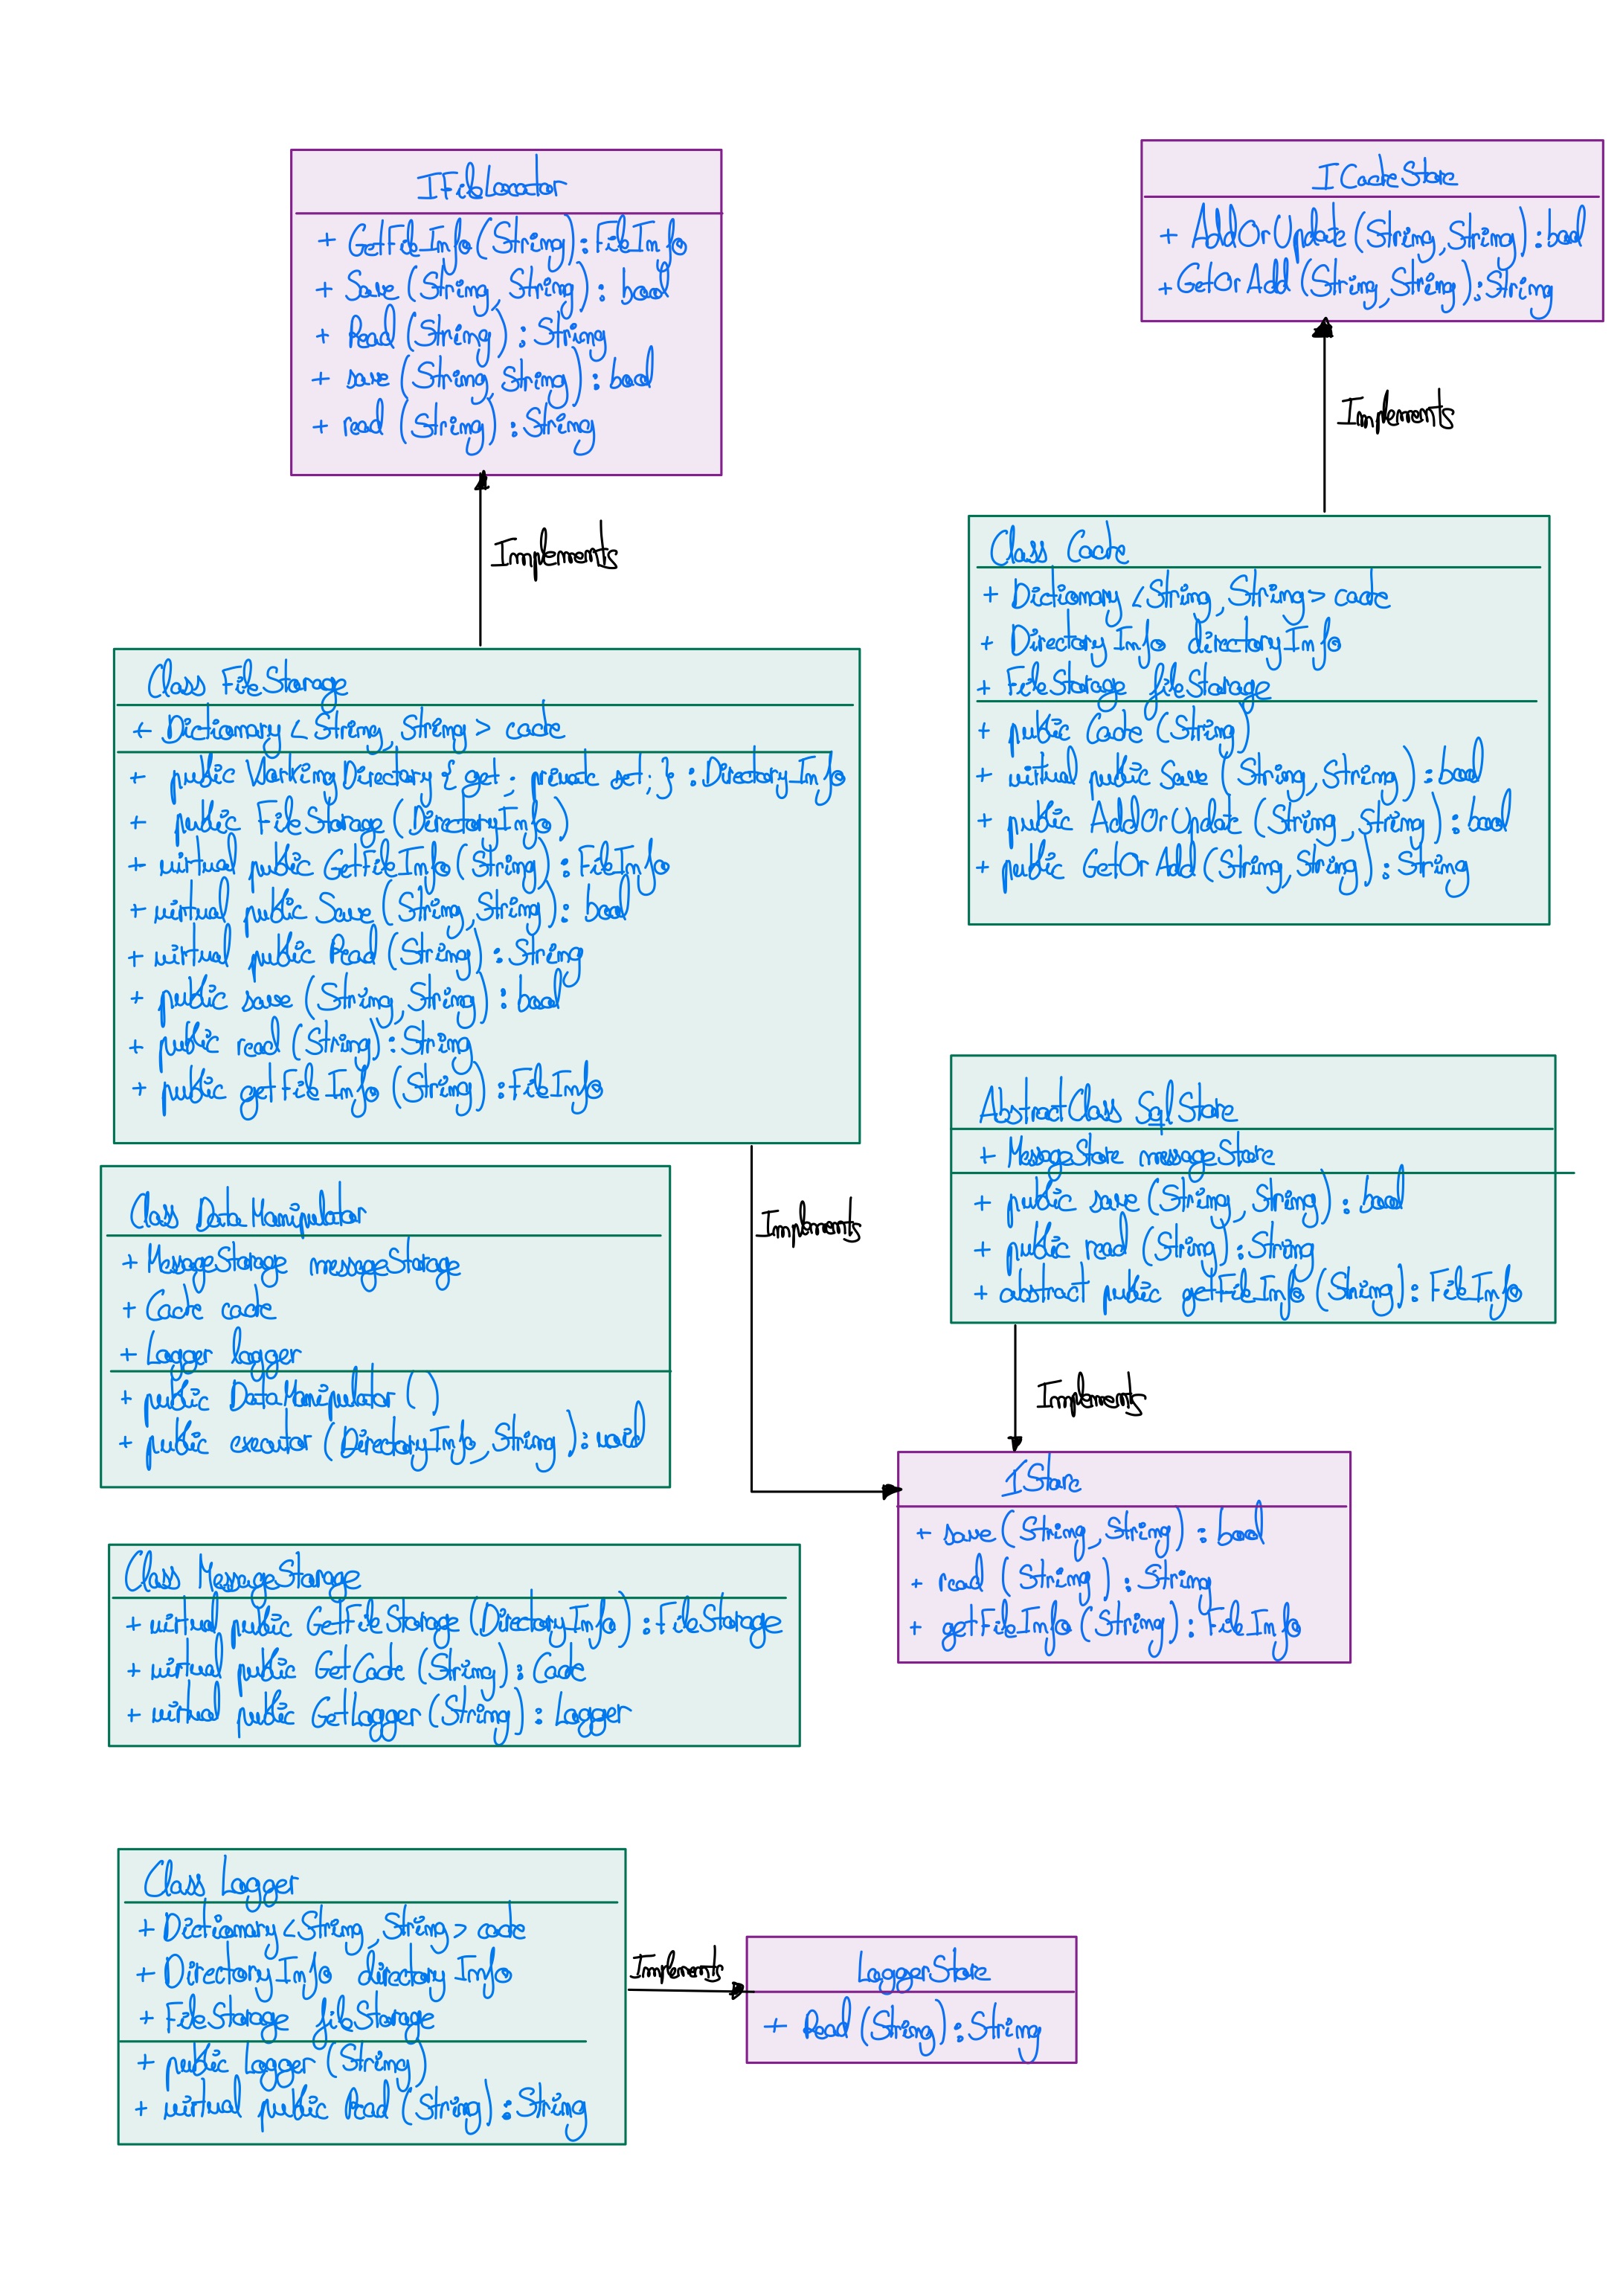 IFileLocator
+ GetFileInfo(String):FileInfo
+ Save (String, String): bool
+ Read (String): String
+ save (String, String): bool
+ read (String): String
Implements
Class FileStorage
+ Dictionary <String, String> cache
+ public WorkingDirectory { get; private set; } : DirectoryInfo
+ public FileStorage (DirectoryInfo)
+ virtual public GetFileInfo (String): FileInfo
+ virtual public Save (String, String): bool
+ virtual public Read (String): String
+ public save (String, String): bool
+ public read (String): String
+ public getFileInfo (String): FileInfo
Implements
ICacheStore
+ AddOrUpdate (String, String): bool
+ GetOrAdd (String, String): String
Implements
Class Cache
+ Dictionary <String, String> cache
+ DirectoryInfo directoryInfo
+ FileStorage fileStorage
+ public Cache (String)
+ virtual public Save (String, String): bool
+ public AddOrUpdate (String, String): bool
+ public GetOrAdd (String, String): String
AbstractClass SqlStore
+ MessageStore messageStore
+ public save (String, String): bool
+ public read (String): String
+ abstract public getFileInfo (String): FileInfo
Implements
IStore
+ save (String, String): bool
+ read (String): String
+ getFileInfo (String): FileInfo
Class DataManipulator
+ MessageStorage messageStorage
+ Cache cache
+ Logger logger
+ public DataManipulator ()
+ public executor (DirectoryInfo, String): void
Class MessageStorage
+ virtual public GetFileStorage (DirectoryInfo): FileStorage
+ virtual public GetCache (String): Cache
+ virtual public GetLogger (String): Logger
Class Logger
+ Dictionary <String, String> cache
+ DirectoryInfo directoryInfo
+ FileStorage fileStorage
+ public Logger (String)
+ virtual public Read (String): String
Implements
LoggerStore
+ Read (String): String